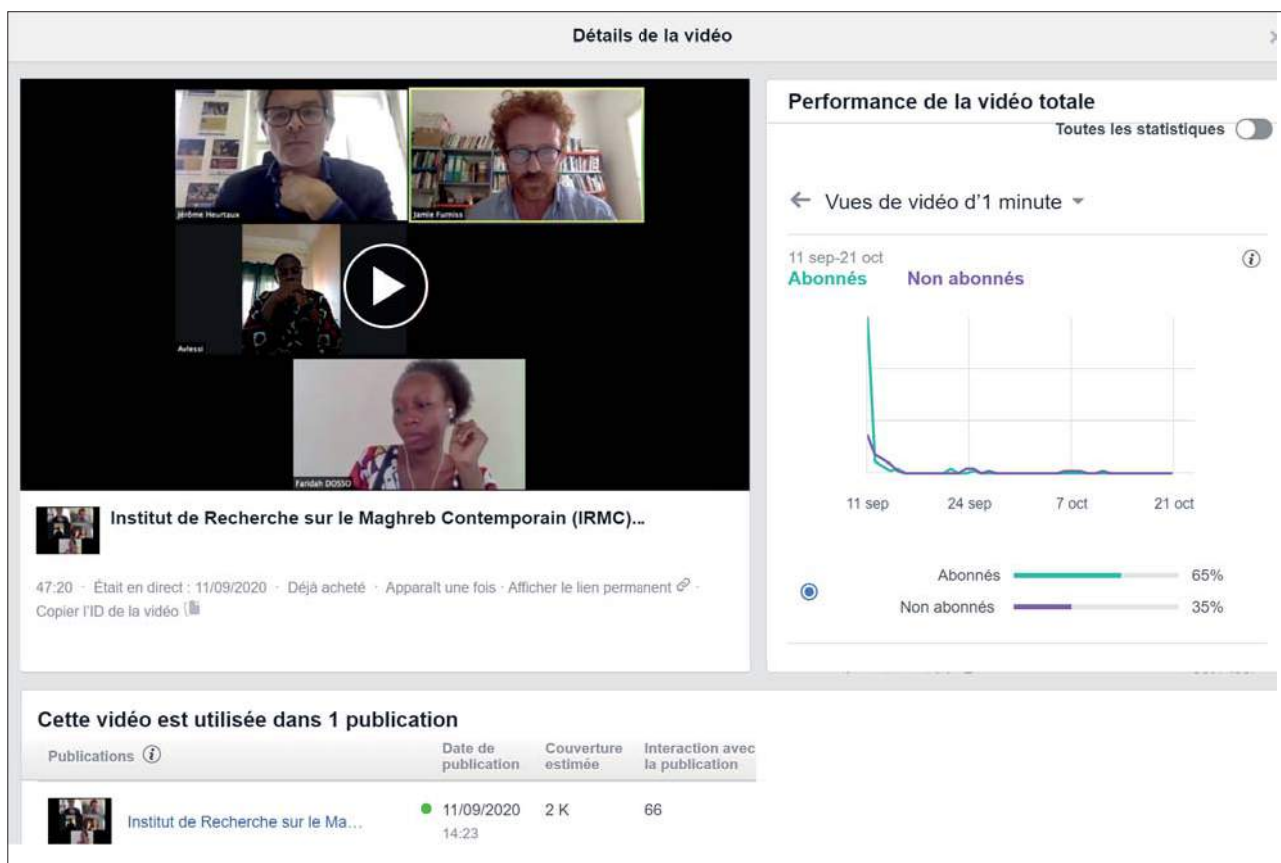 Détails de la vidéo
Jérôme Heurtaux
Jamie Furniss
Avlessi
Faridah DOSSO
Institut de Recherche sur le Maghreb Contemporain (IRMC)...
47:20 · Était en direct : 11/09/2020 · Déjà acheté · Apparaît une fois · Afficher le lien permanent ·
Copier l'ID de la vidéo
Performance de la vidéo totale
Toutes les statistiques
Vues de vidéo d'1 minute
11 sep-21 oct
Abonnés Non abonnés
11 sep 24 sep 7 oct 21 oct
Abonnés 65%
Non abonnés 35%
Cette vidéo est utilisée dans 1 publication
Publications Date de publication Couverture estimée Interaction avec la publication
Institut de Recherche sur le Ma... 11/09/2020 2 K 66
14:23